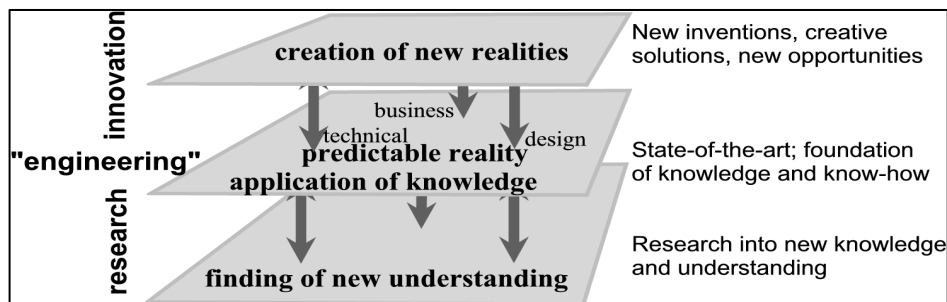 innovation
creation of new realities
New inventions, creative
solutions, new opportunities
business
technical
design
"engineering"
predictable reality
application of knowledge
State-of-the-art; foundation
of knowledge and know-how
research
finding of new understanding
Research into new knowledge
and understanding